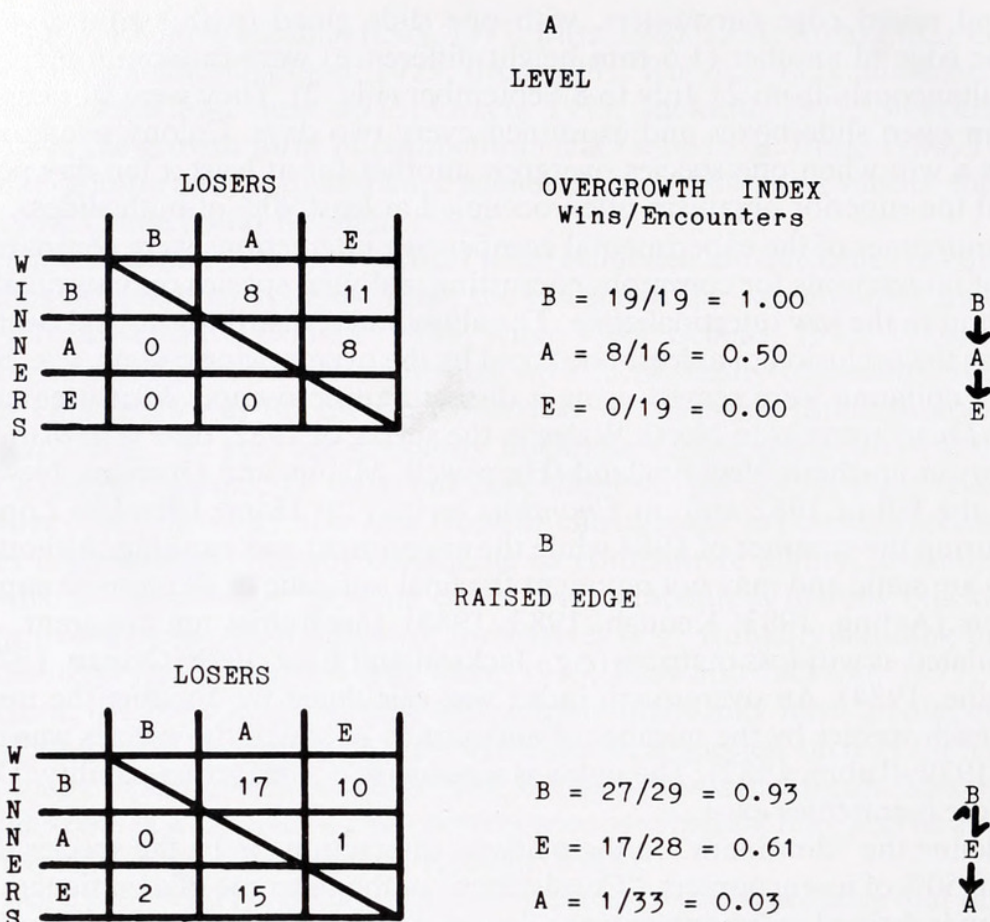 A
LEVEL
LOSERS
B A E
WINNERS
B 8 11
A 0 8
E 0 0
OVERGROWTH INDEX
Wins/Encounters
B = 19/19 = 1.00
A = 8/16 = 0.50
E = 0/19 = 0.00
B
A
E
B
RAISED EDGE
LOSERS
B A E
WINNERS
B 17 10
A 0 1
E 2 15
B = 27/29 = 0.93
E = 17/28 = 0.61
A = 1/33 = 0.03
B
E
A